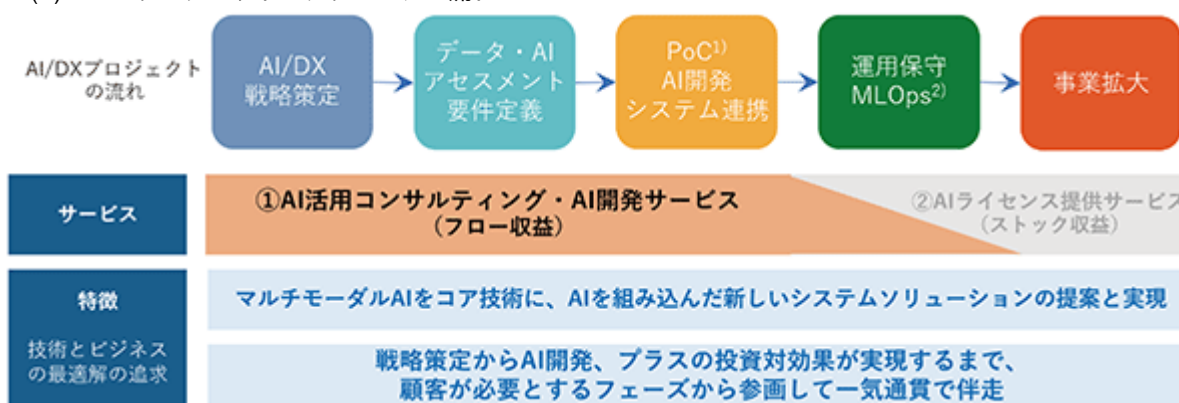 AI/DXプロジェクト
の流れ
AI/DX
戦略策定
データ・AI
アセスメント
要件定義
PoC1)
AI開発
システム連携
運用保守
MLOps2)
事業拡大
サービス
①AI活用コンサルティング・AI開発サービス
（フロー収益）
②AIライセンス提供サービス
（ストック収益）
特徴
技術とビジネス
の最適解の追求
マルチモーダルAIをコア技術に、AIを組み込んだ新しいシステムソリューションの提案と実現
戦略策定からAI開発、プラスの投資対効果が実現するまで、
顧客が必要とするフェーズから参画して一気通貫で伴走